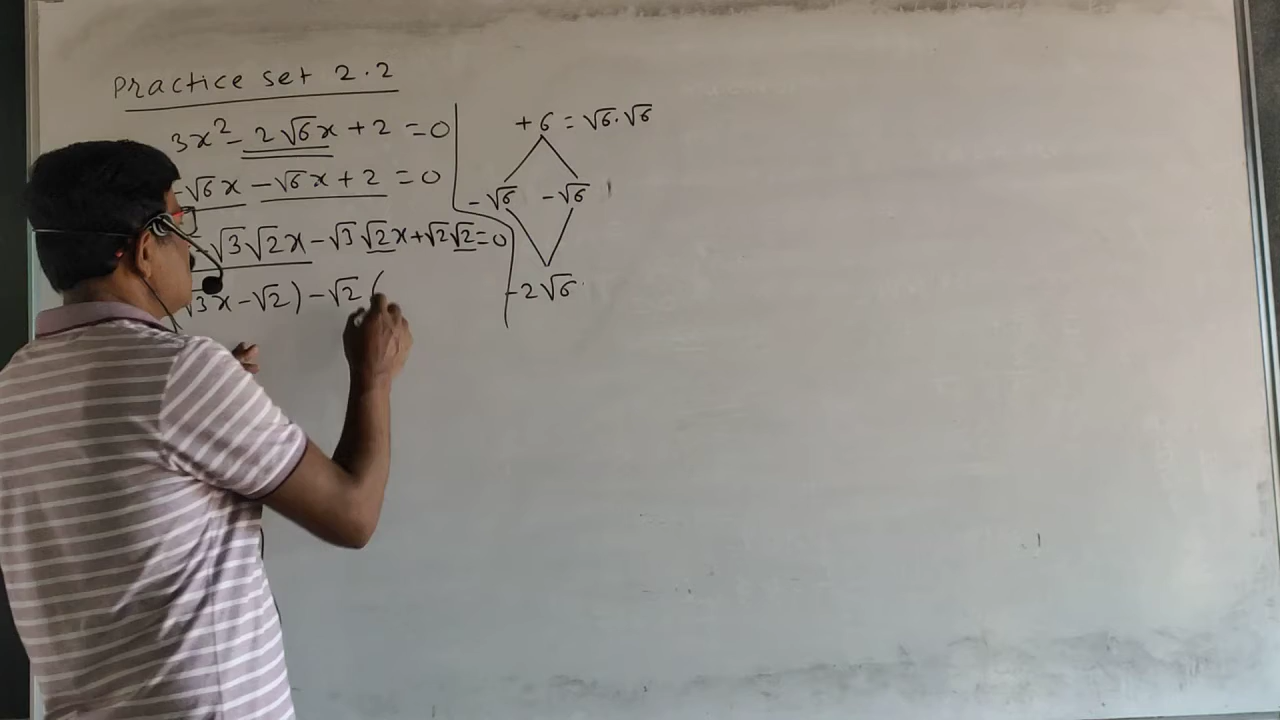 Practice set 2.2
3x² - 2√6x + 2 = 0
-√6x - √6x + 2 = 0
√3√2x - √3√2x + √2√2 = 0
√3x - √2) - √2(
+6 = √6.√6
-√6 -√6
-2√6